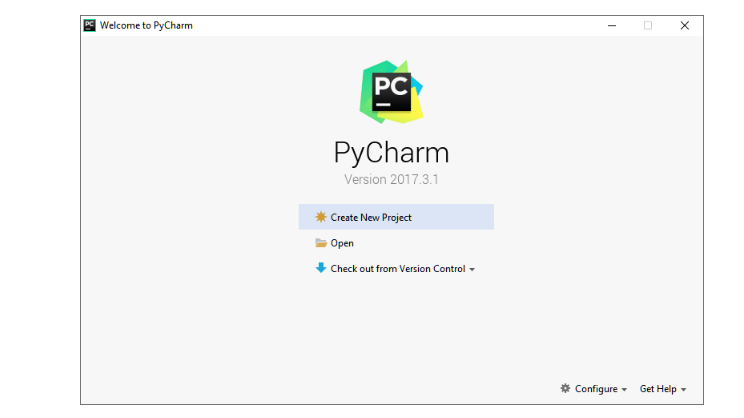 PC Welcome to PyCharm
PC
PyCharm
Version 2017.3.1
Create New Project
Open
Check out from Version Control
Configure Get Help